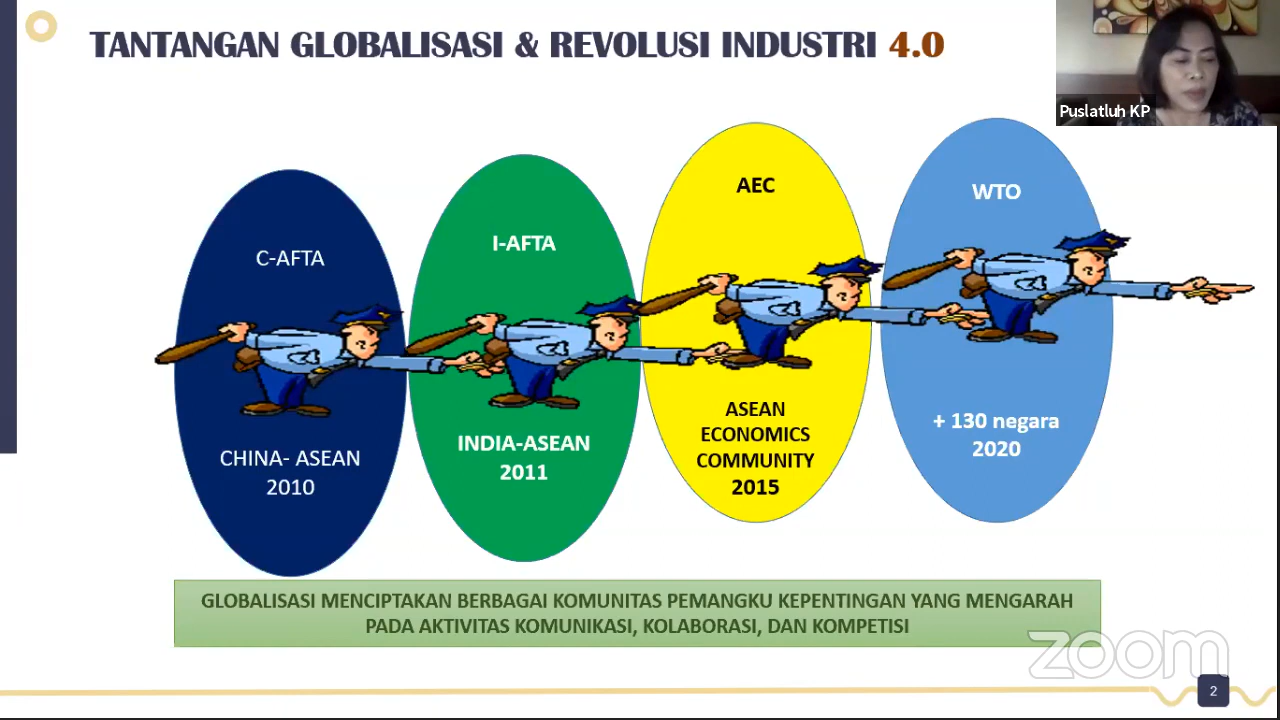 TANTANGAN GLOBALISASI & REVOLUSI INDUSTRI 4.0
Puslatluh KP
C-AFTA
CHINA- ASEAN
2010
I-AFTA
INDIA-ASEAN
2011
AEC
ASEAN
ECONOMICS
COMMUNITY
2015
WTO
+ 130 negara
2020
GLOBALISASI MENCIPTAKAN BERBAGAI KOMUNITAS PEMANGKU KEPENTINGAN YANG MENGARAH
PADA AKTIVITAS KOMUNIKASI, KOLABORASI, DAN KOMPETISI
zoom
2